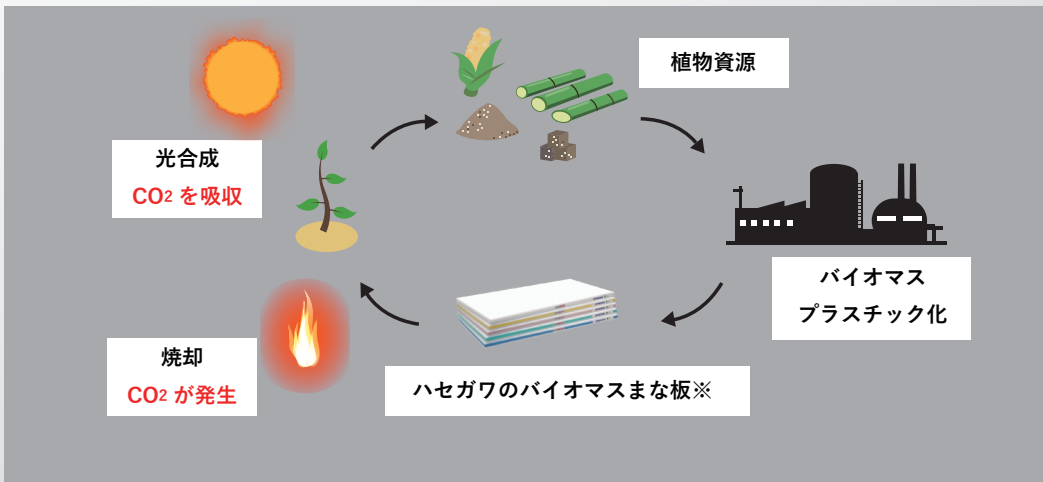 植物資源
光合成
CO2 を吸収
バイオマス
プラスチック化
焼却
CO2 が発生
ハセガワのバイオマスまな板※